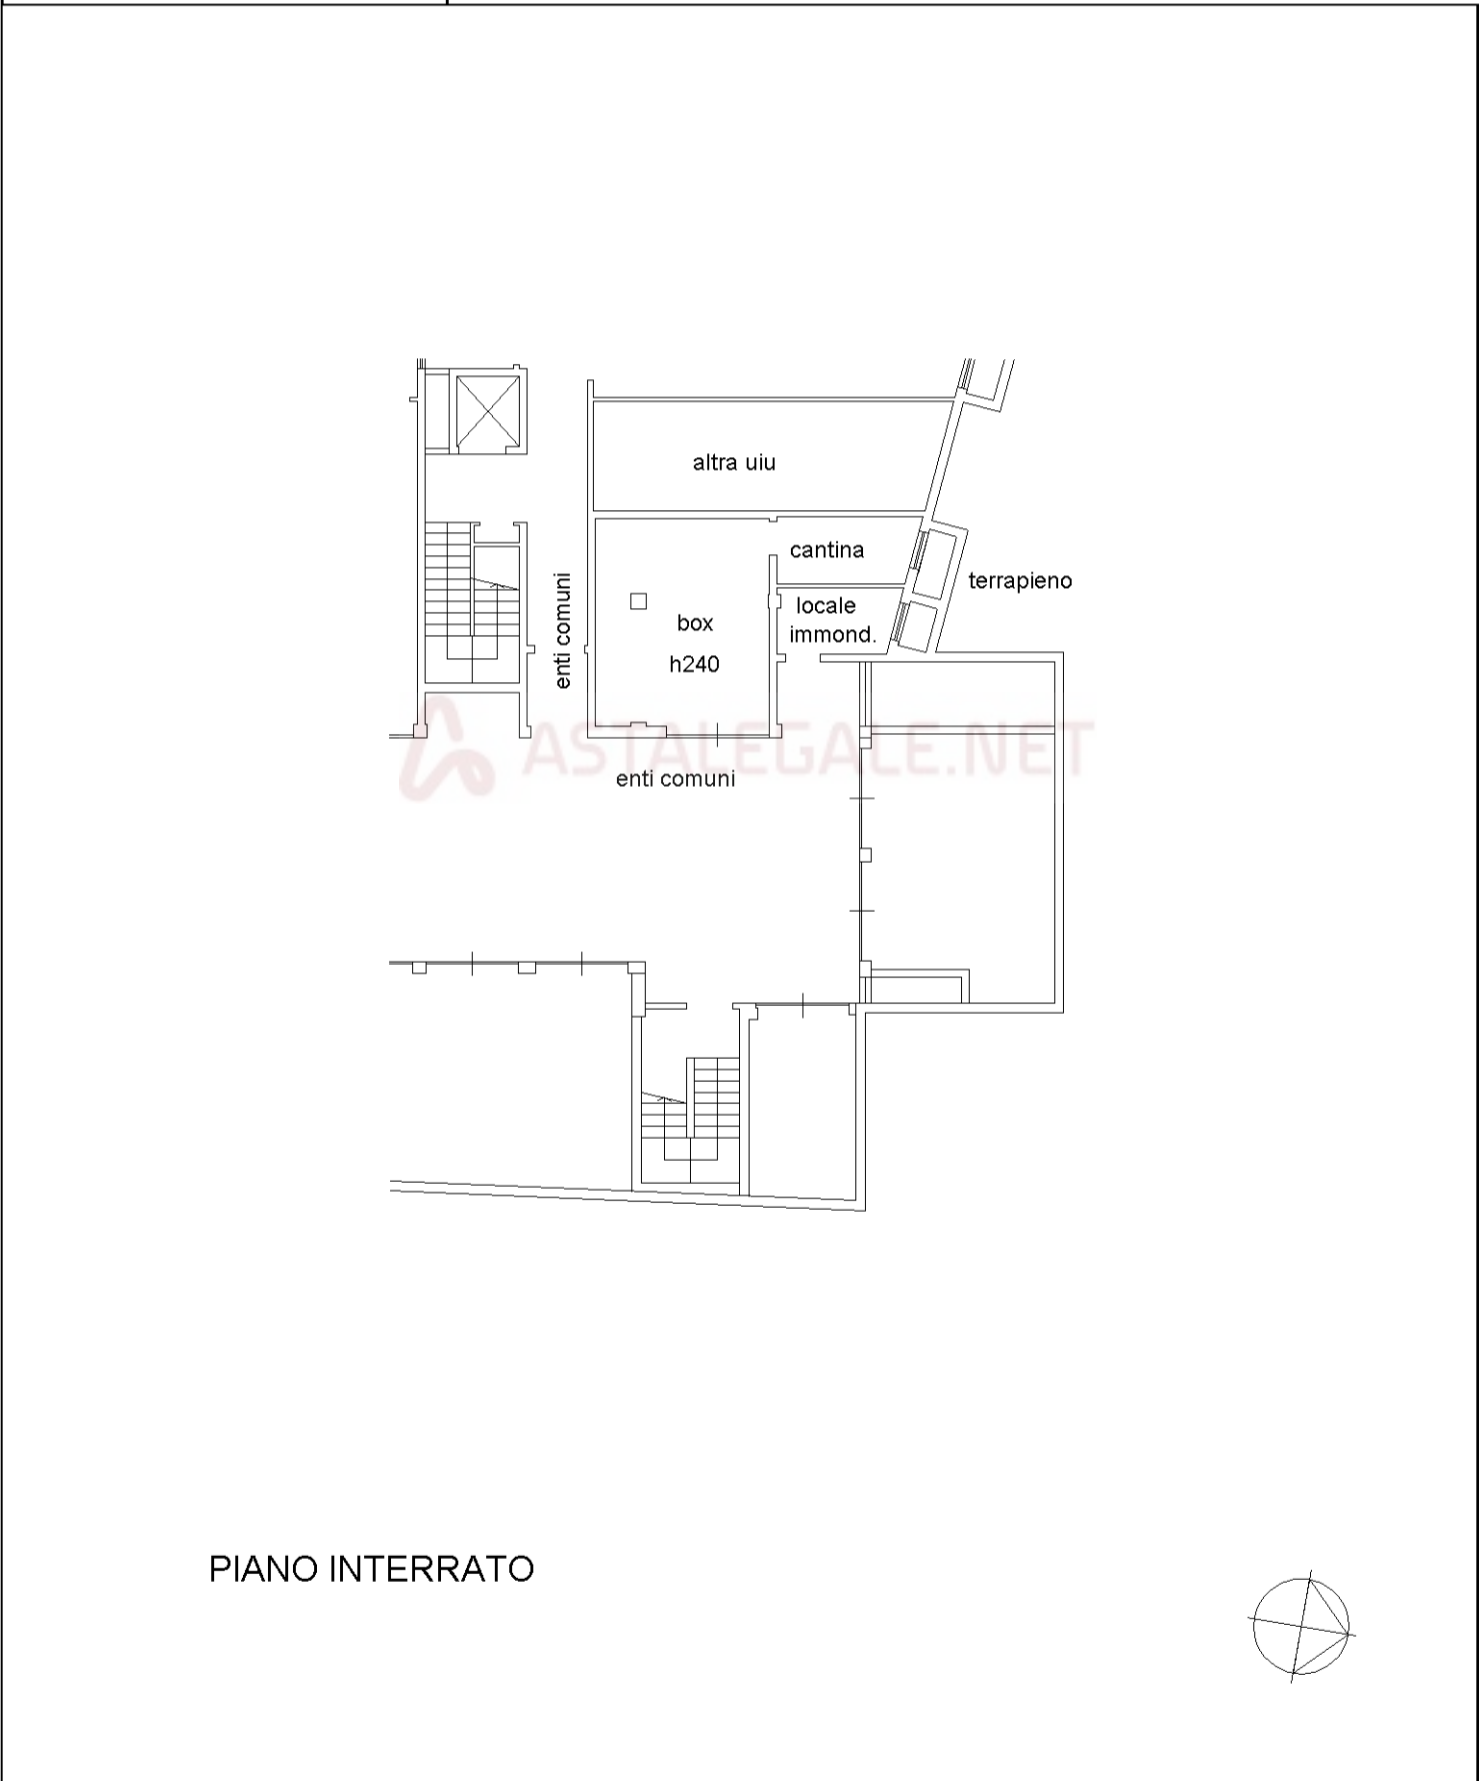 altra uiu
cantina
terrapieno
locale
immond.
enti comuni
box
h240
ASTALEGALE.NET
enti comuni
PIANO INTERRATO